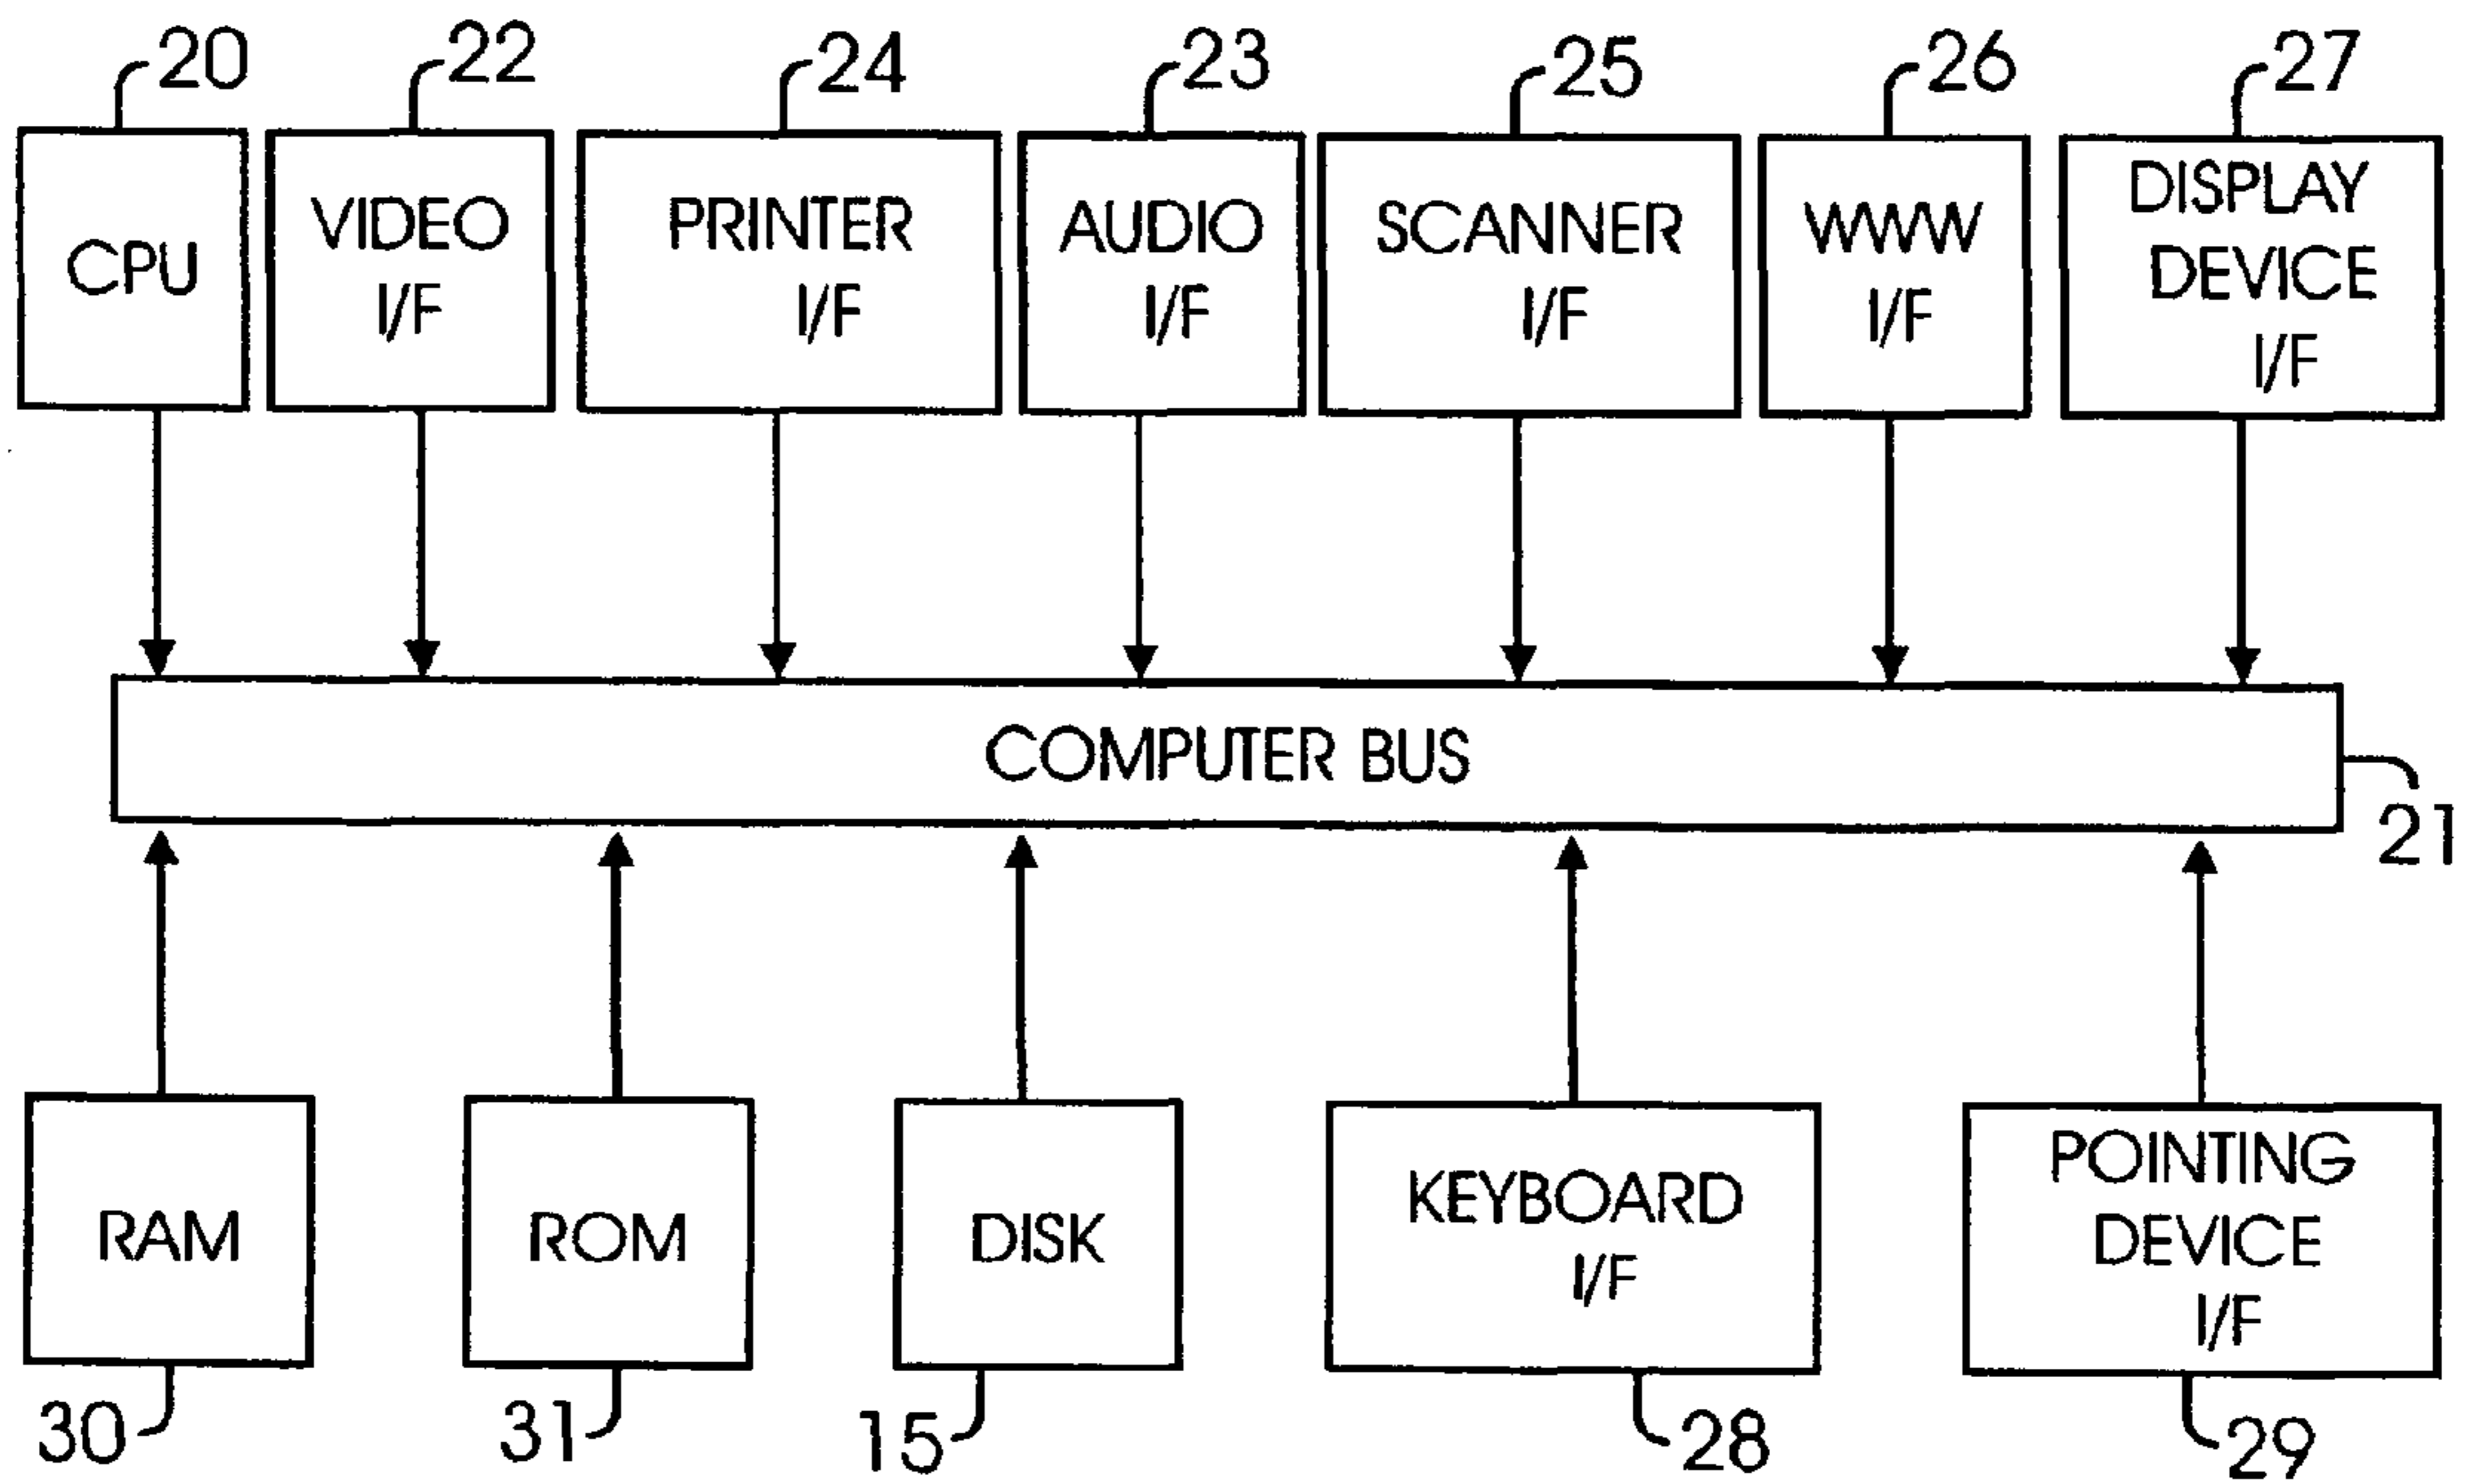 20
22
24
23
25
26
27
CPU
VIDEO
I/F
PRINTER
I/F
AUDIO
I/F
SCANNER
I/F
WWW
I/F
DISPLAY
DEVICE
I/F
COMPUTER BUS
21
RAM
ROM
DISK
KEYBOARD
I/F
POINTING
DEVICE
I/F
30
31
15
28
29